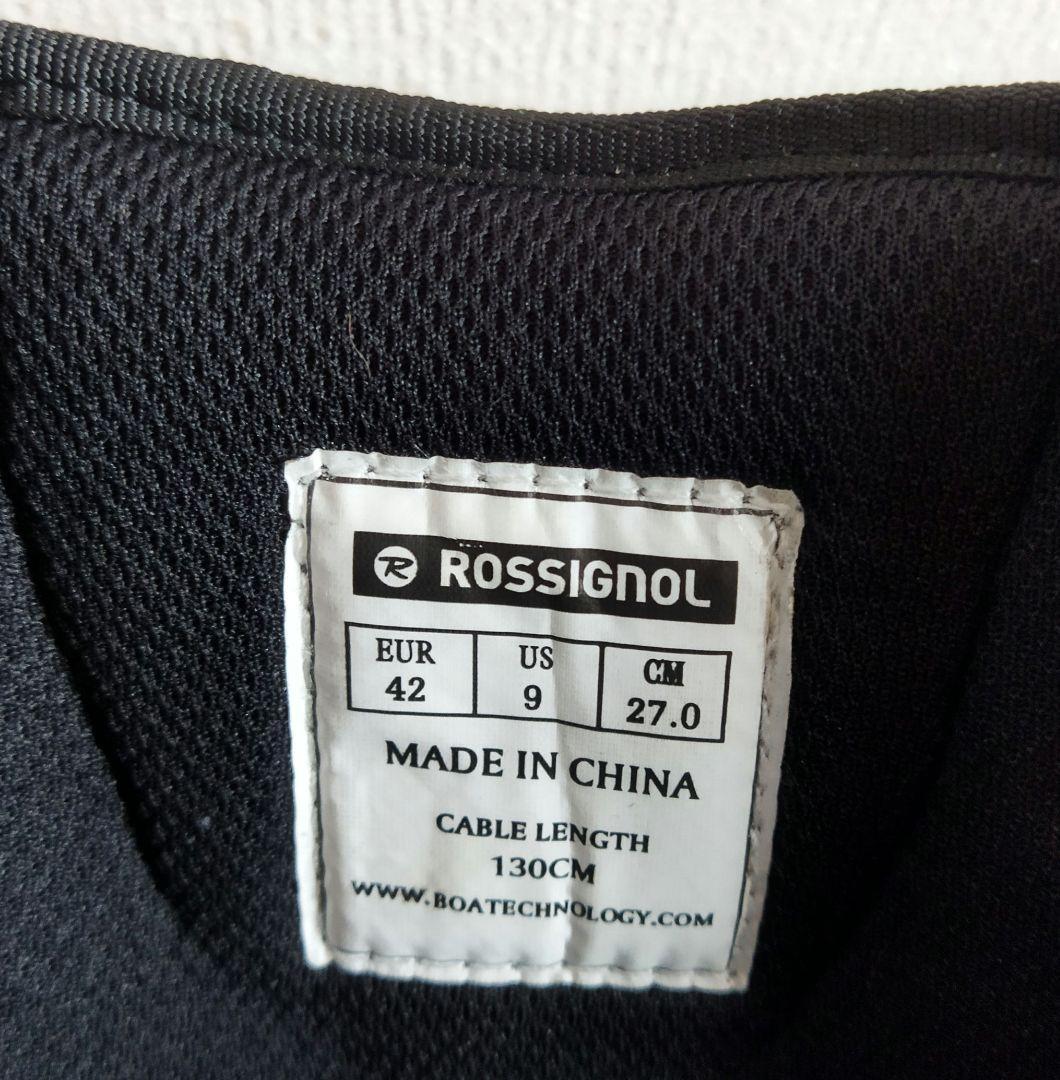 R ROSSIGNOL
EUR US CM
42 9 27.0
MADE IN CHINA
CABLE LENGTH
130CM
WWW.BOATECHNOLOGY.COM